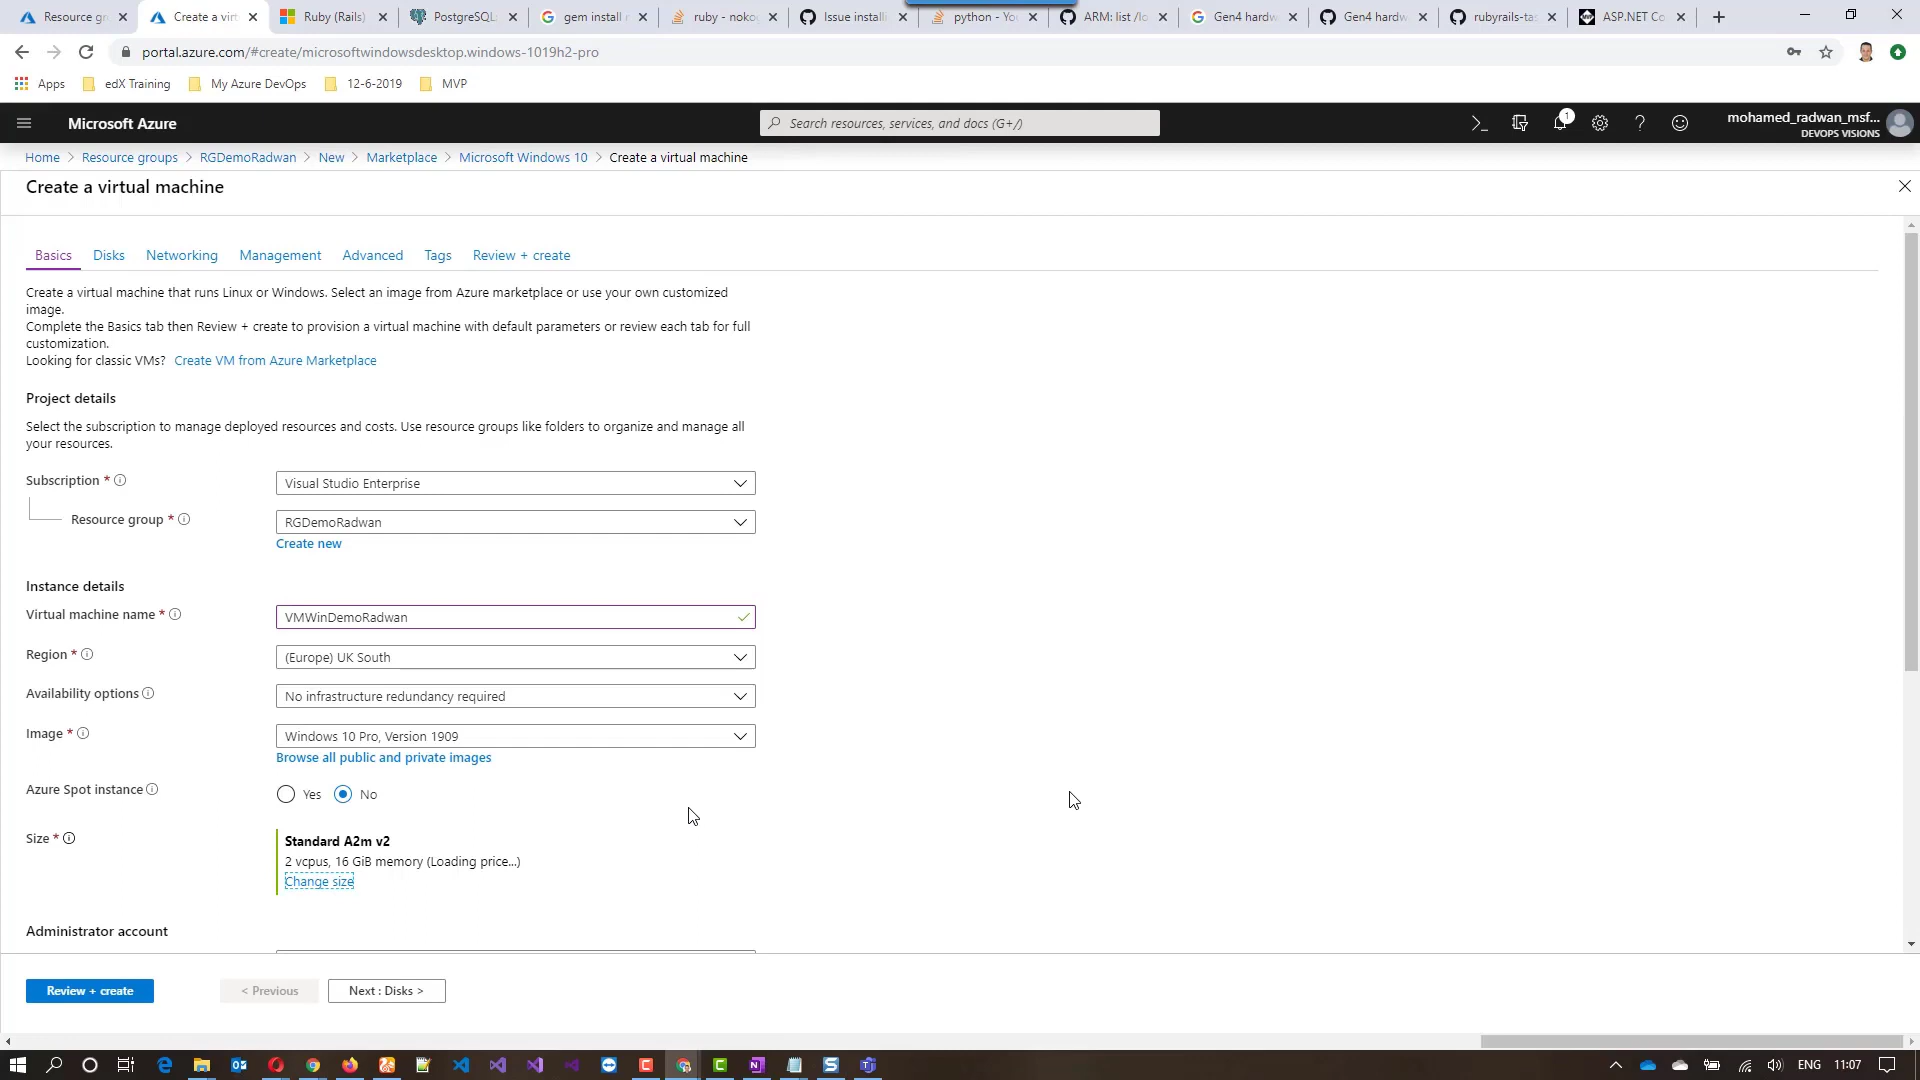 Resource gr
Create a virt
Ruby (Rails)
PostgreSQL:
gem install r
ruby - noko
Issue installi
python - Yo
ARM: list /lo
Gen4 hardw
Gen4 hardw
rubyrails-tas
ASP.NET Co
portal.azure.com/#create/microsoftwindowsdesktop.windows-1019h2-pro
Apps
edX Training
My Azure DevOps
12-6-2019
MVP
Microsoft Azure
Search resources, services, and docs (G+/)
1
mohamed_radwan_msf...
DEVOPS VISIONS
Home > Resource groups > RGDemoRadwan > New > Marketplace > Microsoft Windows 10 > Create a virtual machine
Create a virtual machine
Basics Disks Networking Management Advanced Tags Review + create
Create a virtual machine that runs Linux or Windows. Select an image from Azure marketplace or use your own customized
image.
Complete the Basics tab then Review + create to provision a virtual machine with default parameters or review each tab for full
customization.
Looking for classic VMs? Create VM from Azure Marketplace
Project details
Select the subscription to manage deployed resources and costs. Use resource groups like folders to organize and manage all
your resources.
Subscription *
Visual Studio Enterprise
Resource group *
RGDemoRadwan
Create new
Instance details
Virtual machine name *
VMWinDemoRadwan
Region *
(Europe) UK South
Availability options
No infrastructure redundancy required
Image *
Windows 10 Pro, Version 1909
Browse all public and private images
Azure Spot instance
Yes No
Size *
Standard A2m v2
2 vcpus, 16 GiB memory (Loading price...)
Change size
Administrator account
Review + create
< Previous
Next : Disks >
ENG
11:07